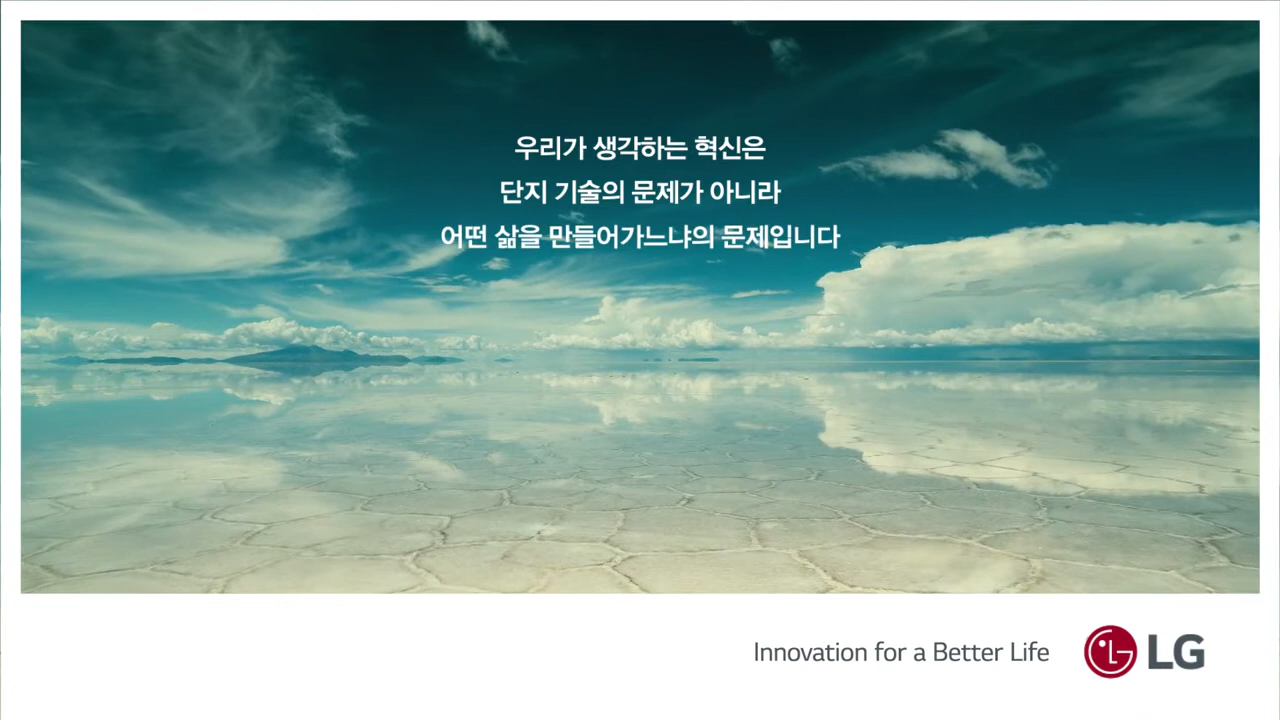 우리가 생각하는 혁신은
단지 기술의 문제가 아니라
어떤 삶을 만들어가느냐의 문제입니다
Innovation for a Better Life
LG